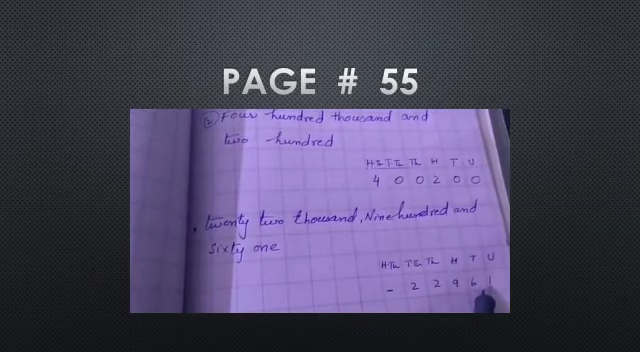 PAGE # 55
Four hundred thousand and
two hundred
H.Th T.Th Th H T U
4 0 0 2 0 0
twenty two thousand, Nine hundred and
sixty one
H.Th T.Th Th H T U
- 2 2 9 6 1